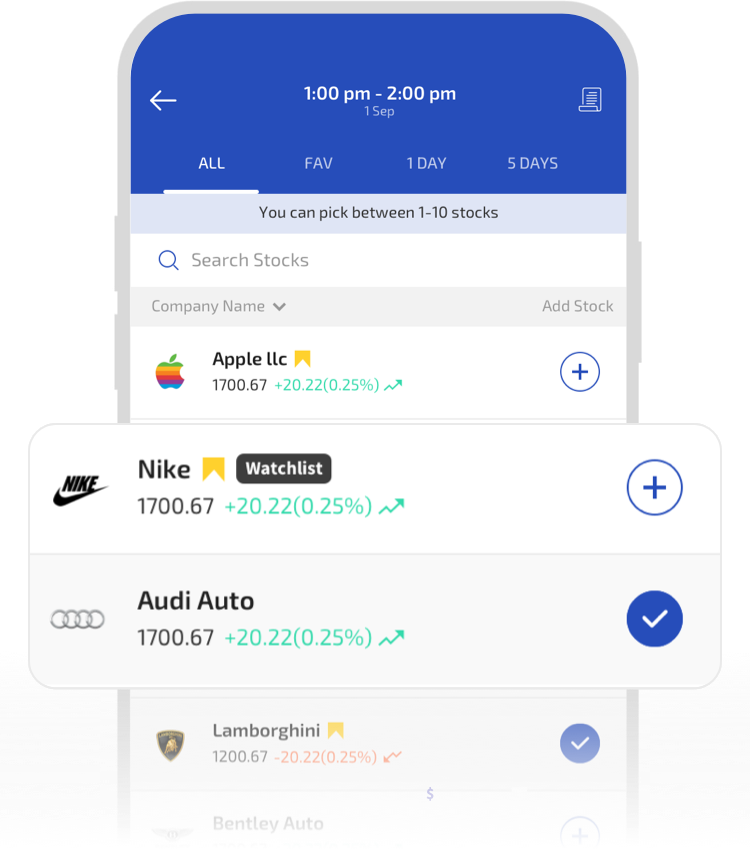 1:00 pm - 2:00 pm
1 Sep
ALL FAV 1 DAY 5 DAYS
You can pick between 1-10 stocks
Search Stocks
Company Name Add Stock
Apple llc
1700.67 +20.22(0.25%)
NIKE
Nike Watchlist
1700.67 +20.22(0.25%)
Audi Auto
1700.67 +20.22(0.25%)
Lamborghini
1200.67 -20.22(0.25%)
$
Bentley Auto